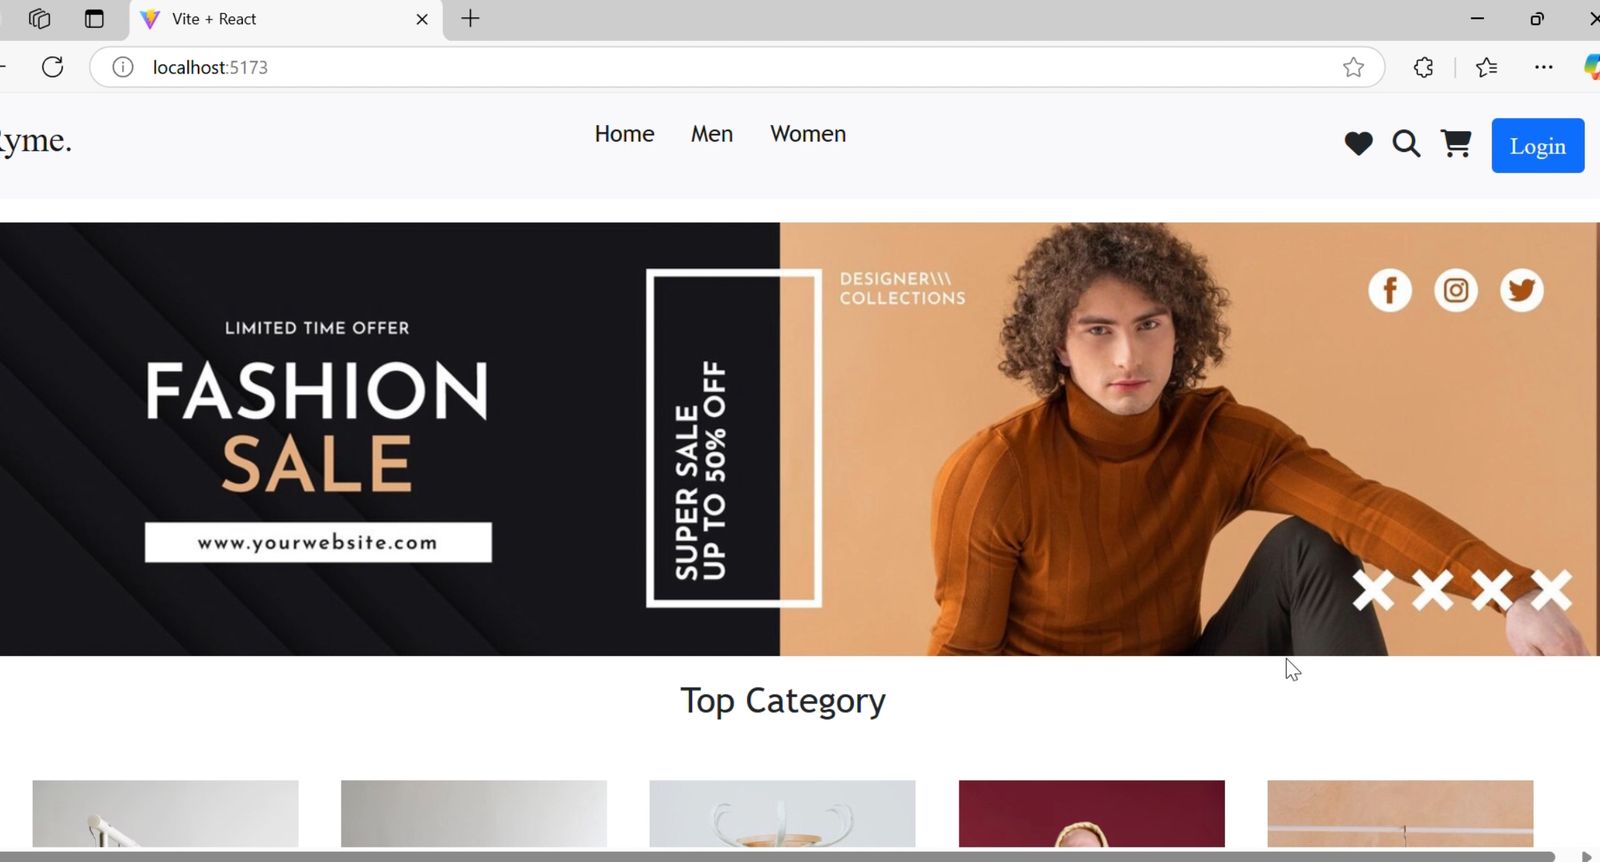 Vite + React
localhost:5173
Ryme.
Home Men Women
Login
LIMITED TIME OFFER
FASHION
SALE
www.yourwebsite.com
SUPER SALE
UP TO 50% OFF
DESIGNER\\\
COLLECTIONS
Top Category